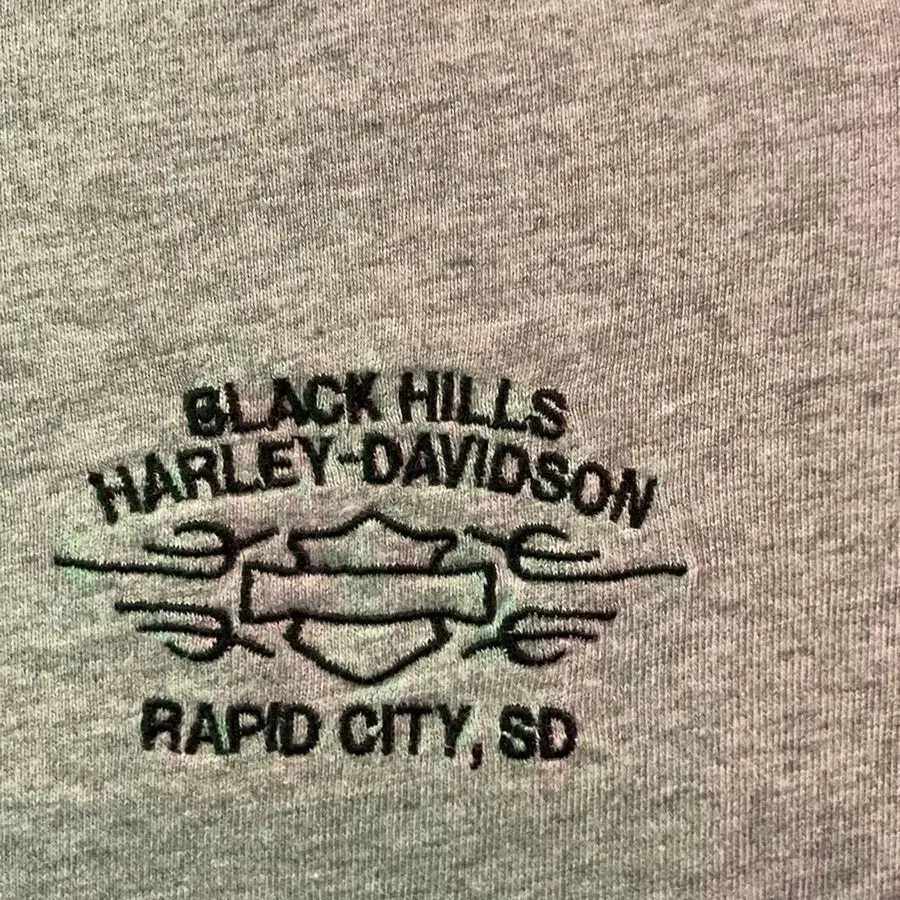 BLACK HILLS
HARLEY-DAVIDSON
RAPID CITY, SD